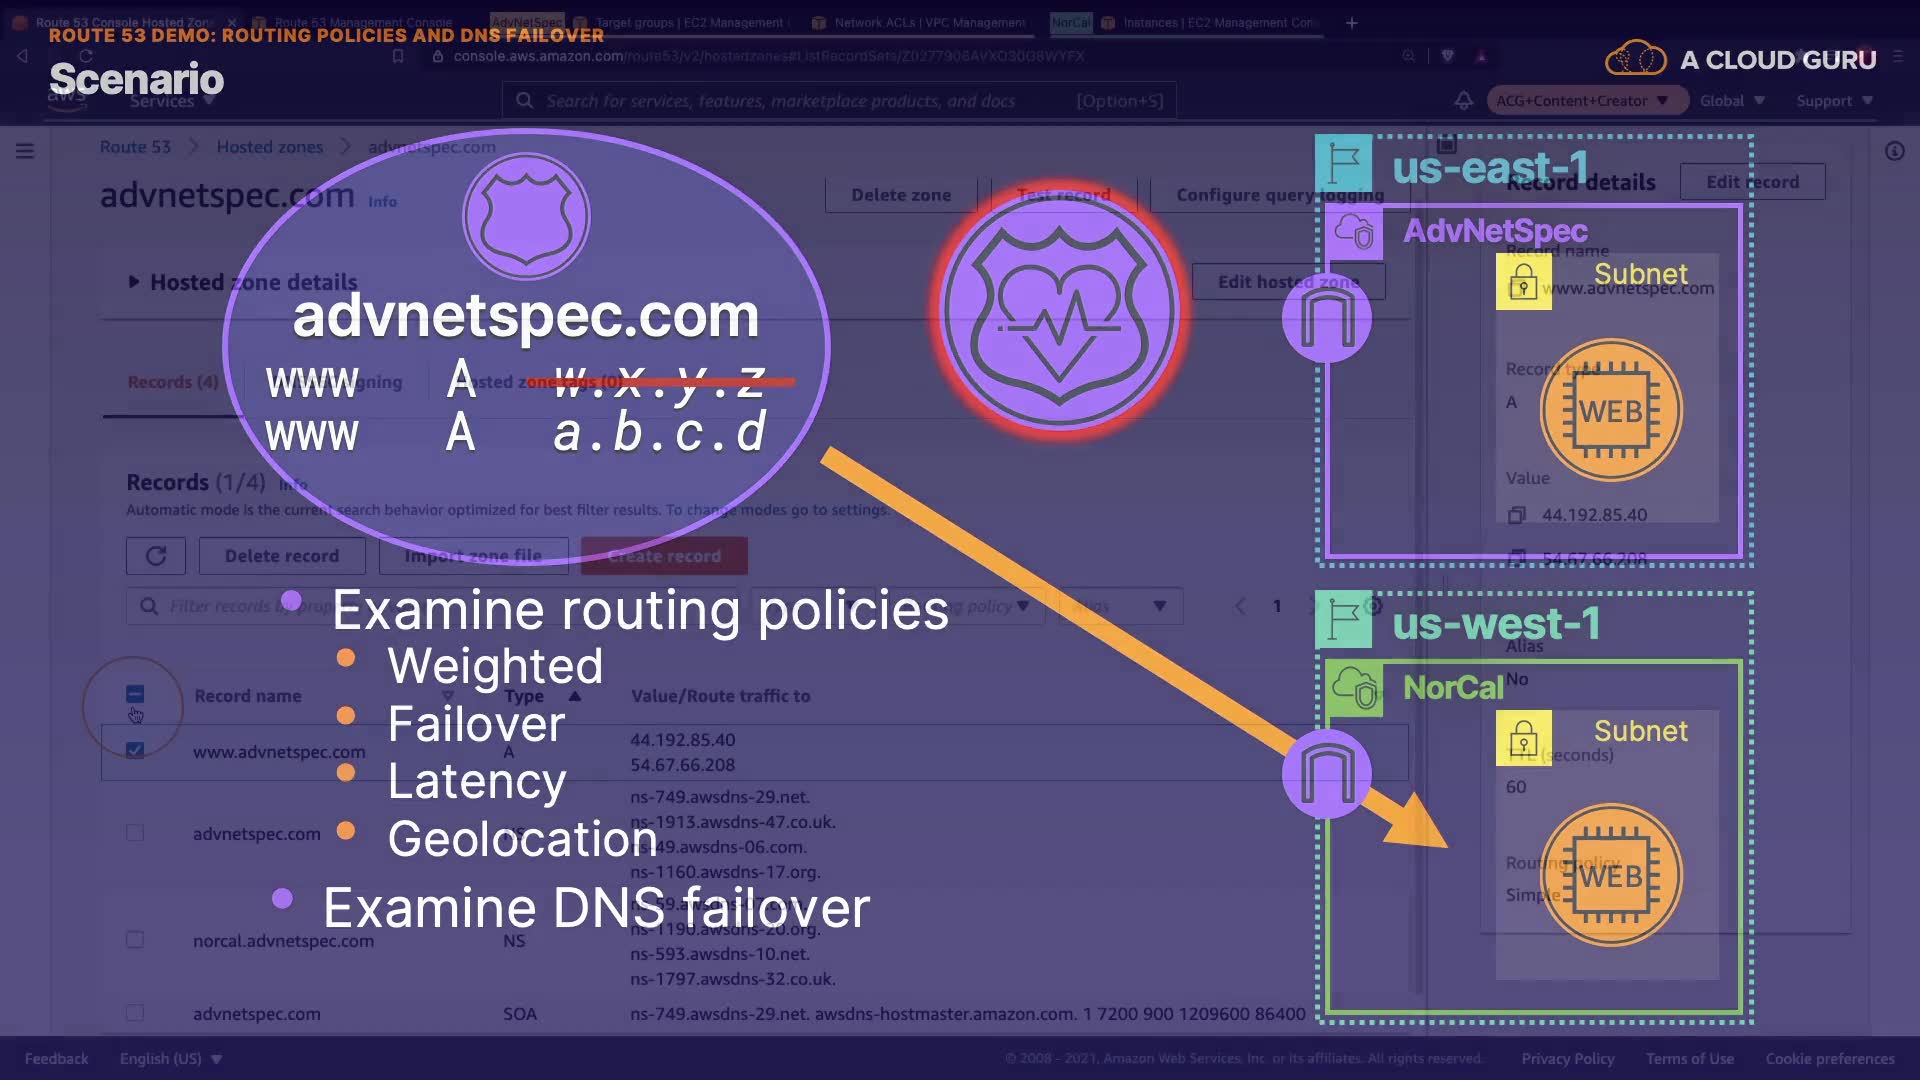 Route 53 Console Hosted Zon
Route 53 Management Console
AdvNetSpec
Target groups | EC2 Management
Network ACLs | VPC Management
NorCal
Instances | EC2 Management Con
ROUTE 53 DEMO: ROUTING POLICIES AND DNS FAILOVER
console.aws.amazon.com/route53/v2/hostedzones#ListRecordSets/
A CLOUD GURU
Scenario
aws
Services
Search for services, features, marketplace products, and docs
[Option+S]
ACG+Content+Creator
Global
Support
Route 53
Hosted zones
advnetspec.com
us-east-1
advnetspec.com
Info
Delete zone
Test record
Configure query logging
Record details
Edit record
AdvNetSpec
Record name
Hosted zone details
Edit hosted zone
Subnet
www.advnetspec.com
advnetspec.com
www A w.x.y.z
Records (4)
Hosted zone tags (0)
Record type
A
WEB
www A a.b.c.d
Value
Records (1/4)
Info
Automatic mode is the current search behavior optimized for best filter results. To change modes go to settings.
44.192.85.40
54.67.66.208
Delete record
Import zone file
Create record
Examine routing policies
Filter records by
policy
Alias
1
us-west-1
Alias
Weighted
No
NorCal
Record name
Type
Value/Route traffic to
Failover
Subnet
www.advnetspec.com
A
44.192.85.40
54.67.66.208
TTL (seconds)
60
Latency
ns-749.awsdns-29.net.
ns-1913.awsdns-47.co.uk.
advnetspec.com
NS
Geolocation
ns-49.awsdns-06.com.
ns-1160.awsdns-17.org.
Routing policy
WEB
Simple
Examine DNS failover
ns-59.awsdns-07.com.
ns-1190.awsdns-20.org.
norcal.advnetspec.com
NS
ns-593.awsdns-10.net.
ns-1797.awsdns-32.co.uk.
advnetspec.com
SOA
ns-749.awsdns-29.net. awsdns-hostmaster.amazon.com. 1 7200 900 1209600 86400
Feedback
English (US)
© 2008 - 2021, Amazon Web Services, Inc. or its affiliates. All rights reserved.
Privacy Policy
Terms of Use
Cookie preferences